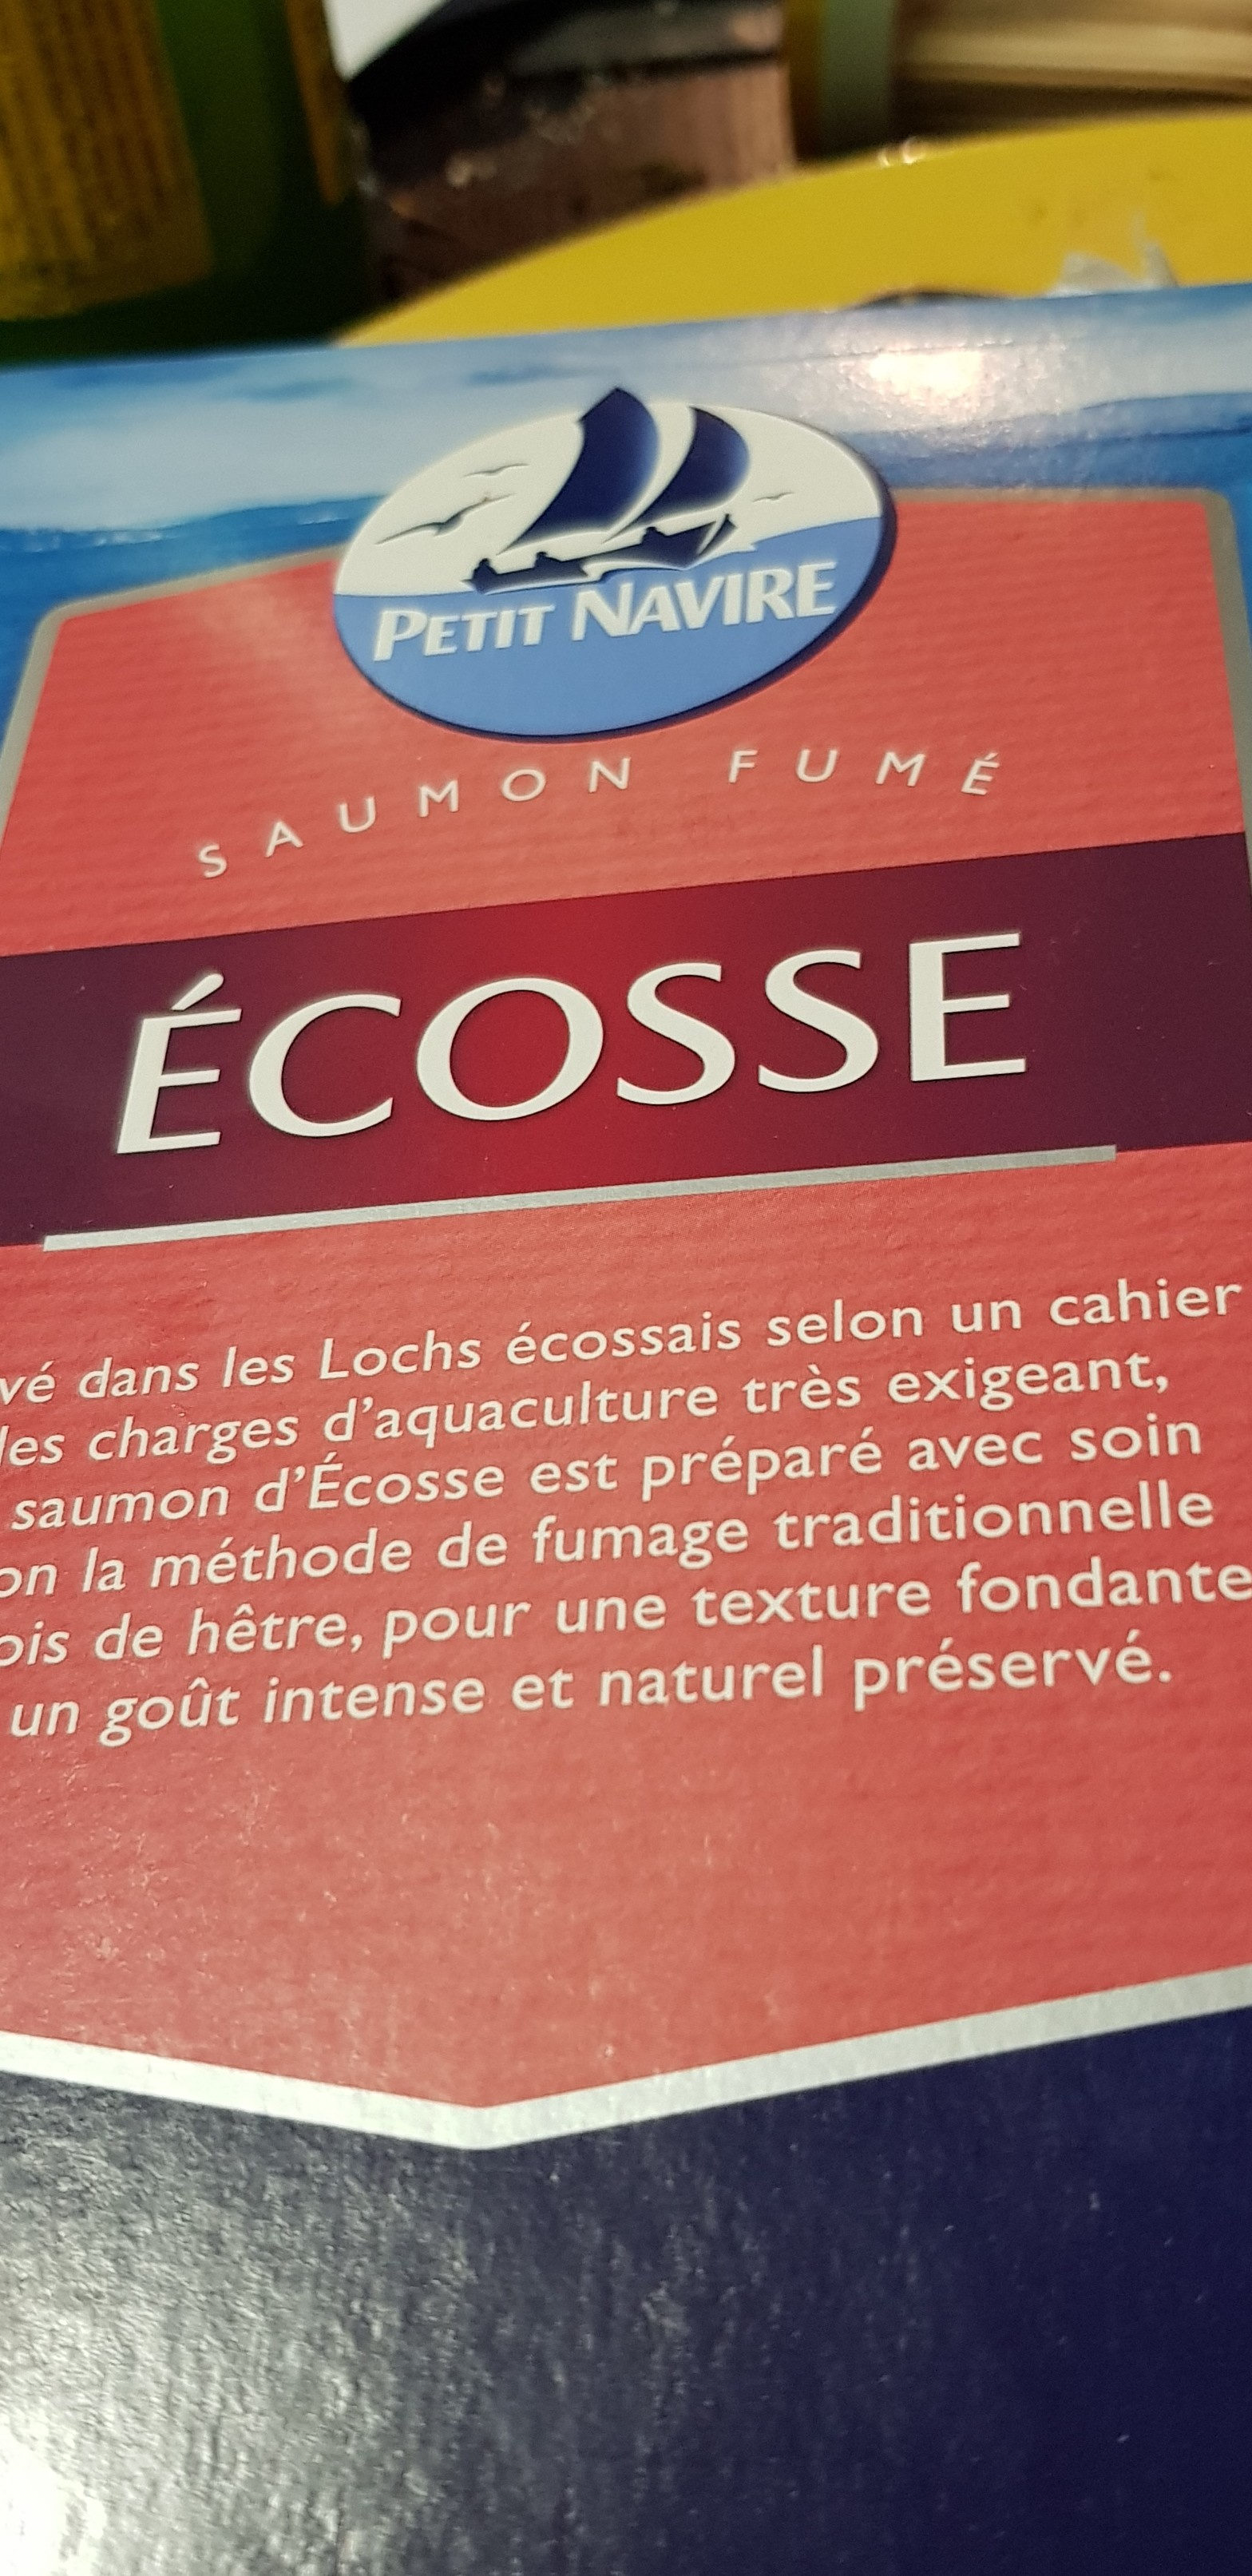 PETIT NAVIRE
SAUMON FUMÉ
ÉCOSSE
vé dans les Lochs écossais selon un cahier
les charges d'aquaculture très exigeant,
saumon d'Écosse est préparé avec soin
on la méthode de fumage traditionnelle
ois de hêtre, pour une texture fondante
un goût intense et naturel préservé.